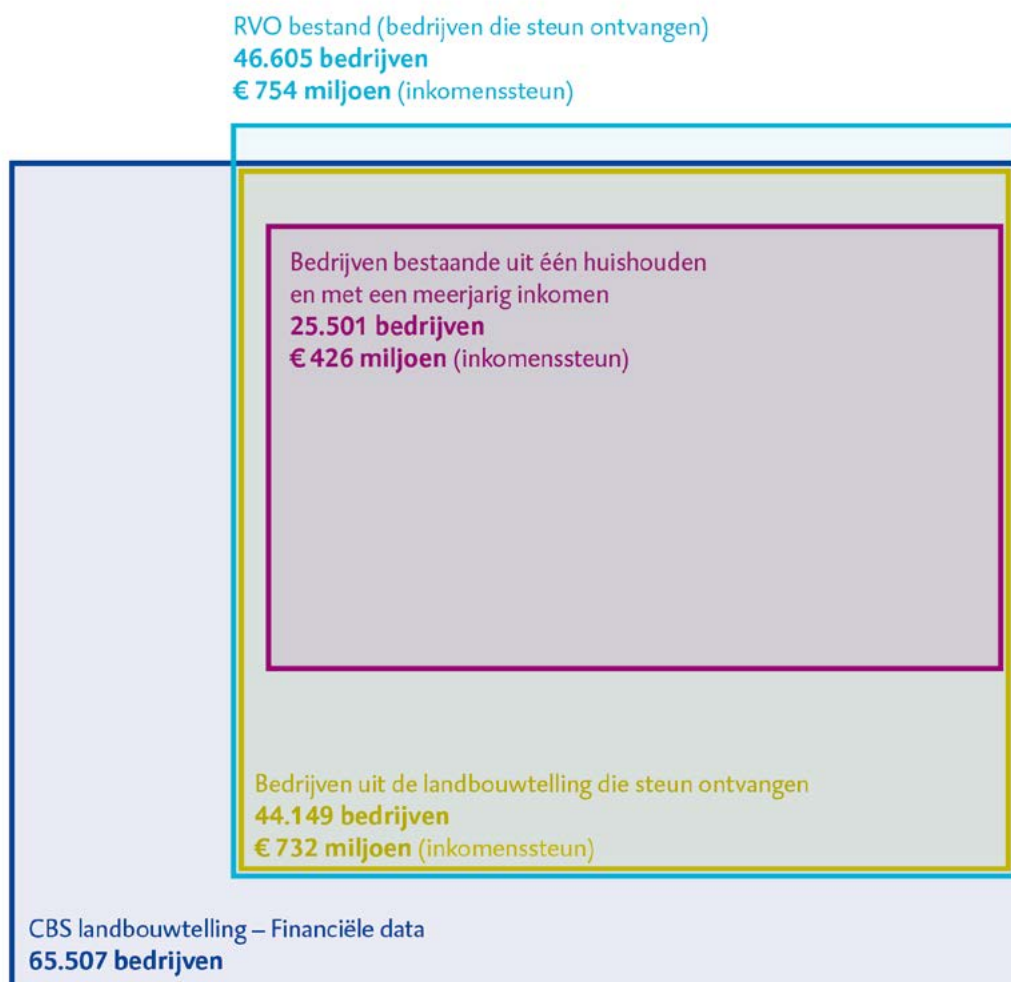 RVO bestand (bedrijven die steun ontvangen)
46.605 bedrijven
€ 754 miljoen (inkomenssteun)
Bedrijven bestaande uit één huishouden
en met een meerjarig inkomen
25.501 bedrijven
€ 426 miljoen (inkomenssteun)
Bedrijven uit de landbouwtelling die steun ontvangen
44.149 bedrijven
€ 732 miljoen (inkomenssteun)
CBS landbouwtelling – Financiële data
65.507 bedrijven